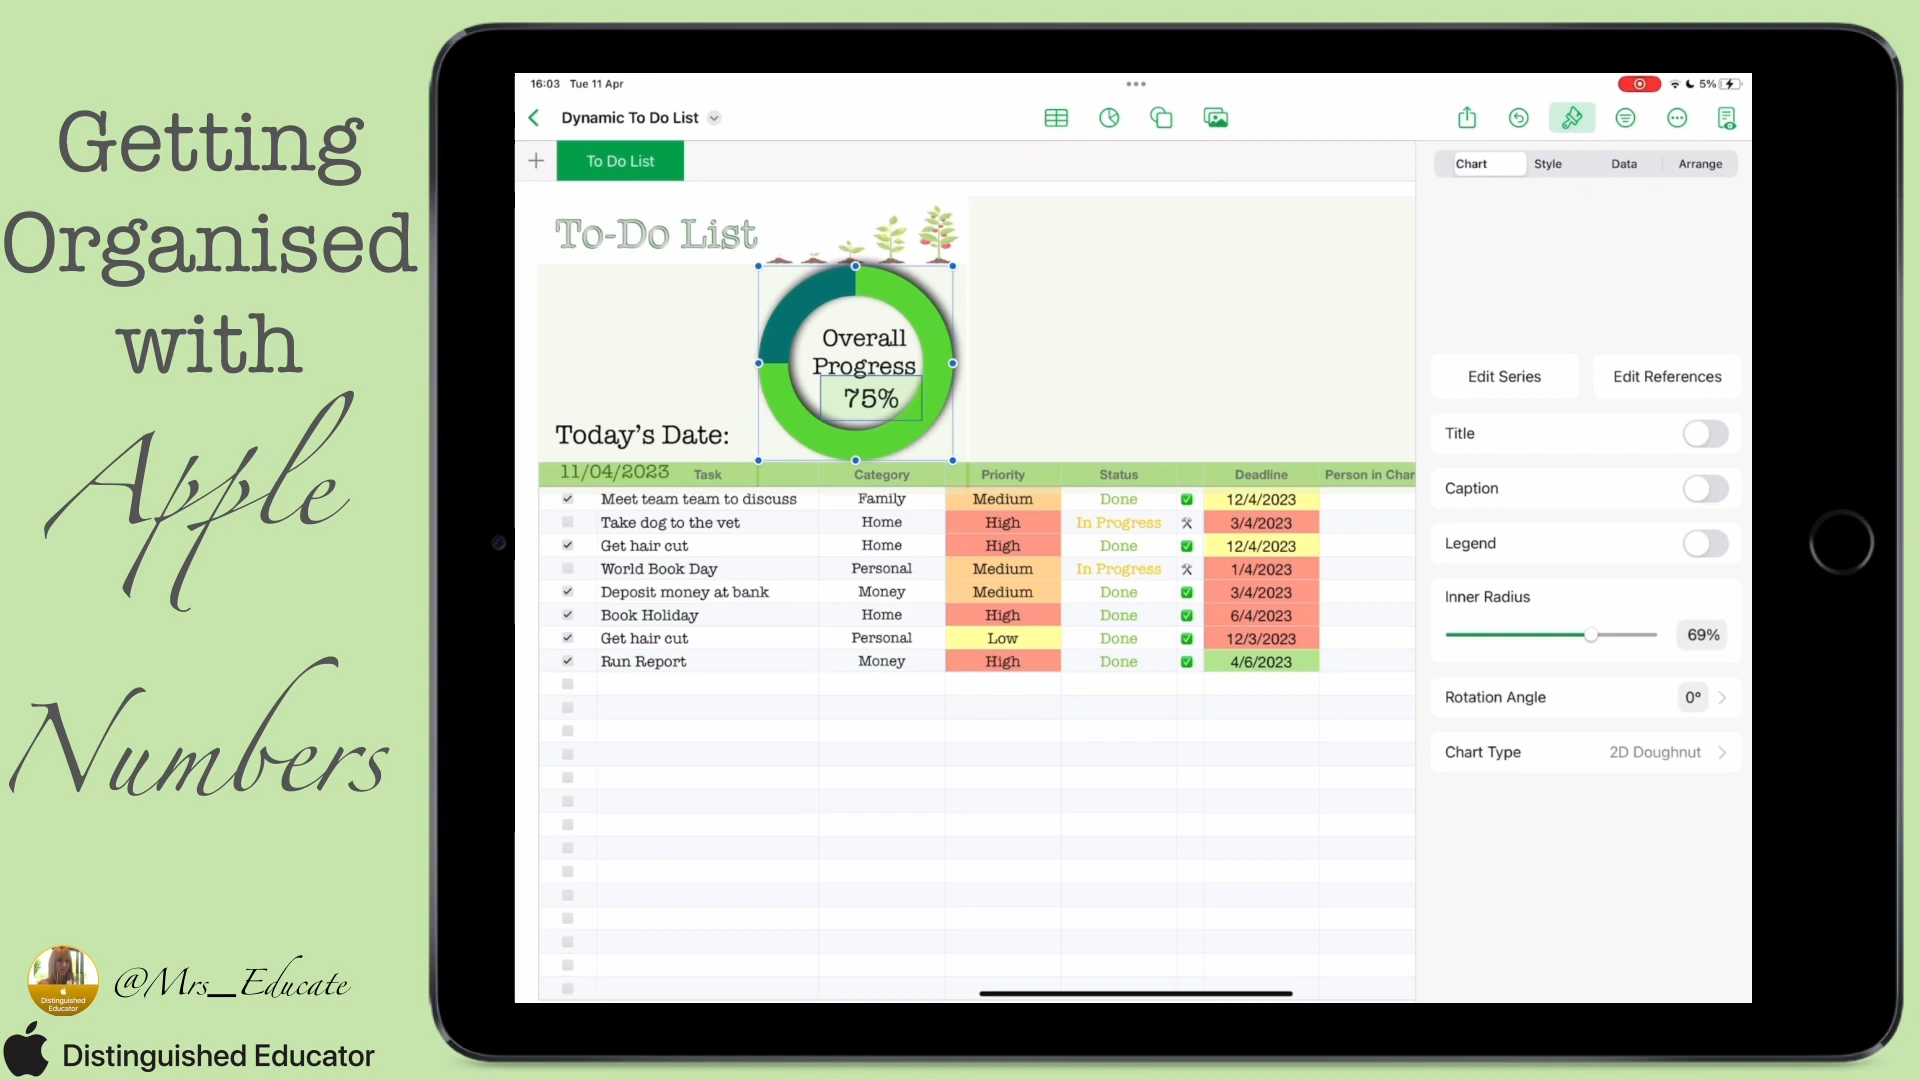 Getting
Organised
with
Apple
Numbers
@Mrs_Educate
Distinguished
Educator
Distinguished Educator
16:03 Tue 11 Apr
5%
Dynamic To Do List
To Do List
Chart Style Data Arrange
To-Do List
Overall
Progress
75%
Today's Date:
11/04/2023 Task Category Priority Status Deadline Person in Char
Meet team team to discuss Family Medium Done 12/4/2023
Take dog to the vet Home High In Progress 3/4/2023
Get hair cut Home High Done 12/4/2023
World Book Day Personal Medium In Progress 1/4/2023
Deposit money at bank Money Medium Done 3/4/2023
Book Holiday Home High Done 6/4/2023
Get hair cut Personal Low Done 12/3/2023
Run Report Money High Done 4/6/2023
Edit Series Edit References
Title
Caption
Legend
Inner Radius
69%
Rotation Angle 0°
Chart Type 2D Doughnut